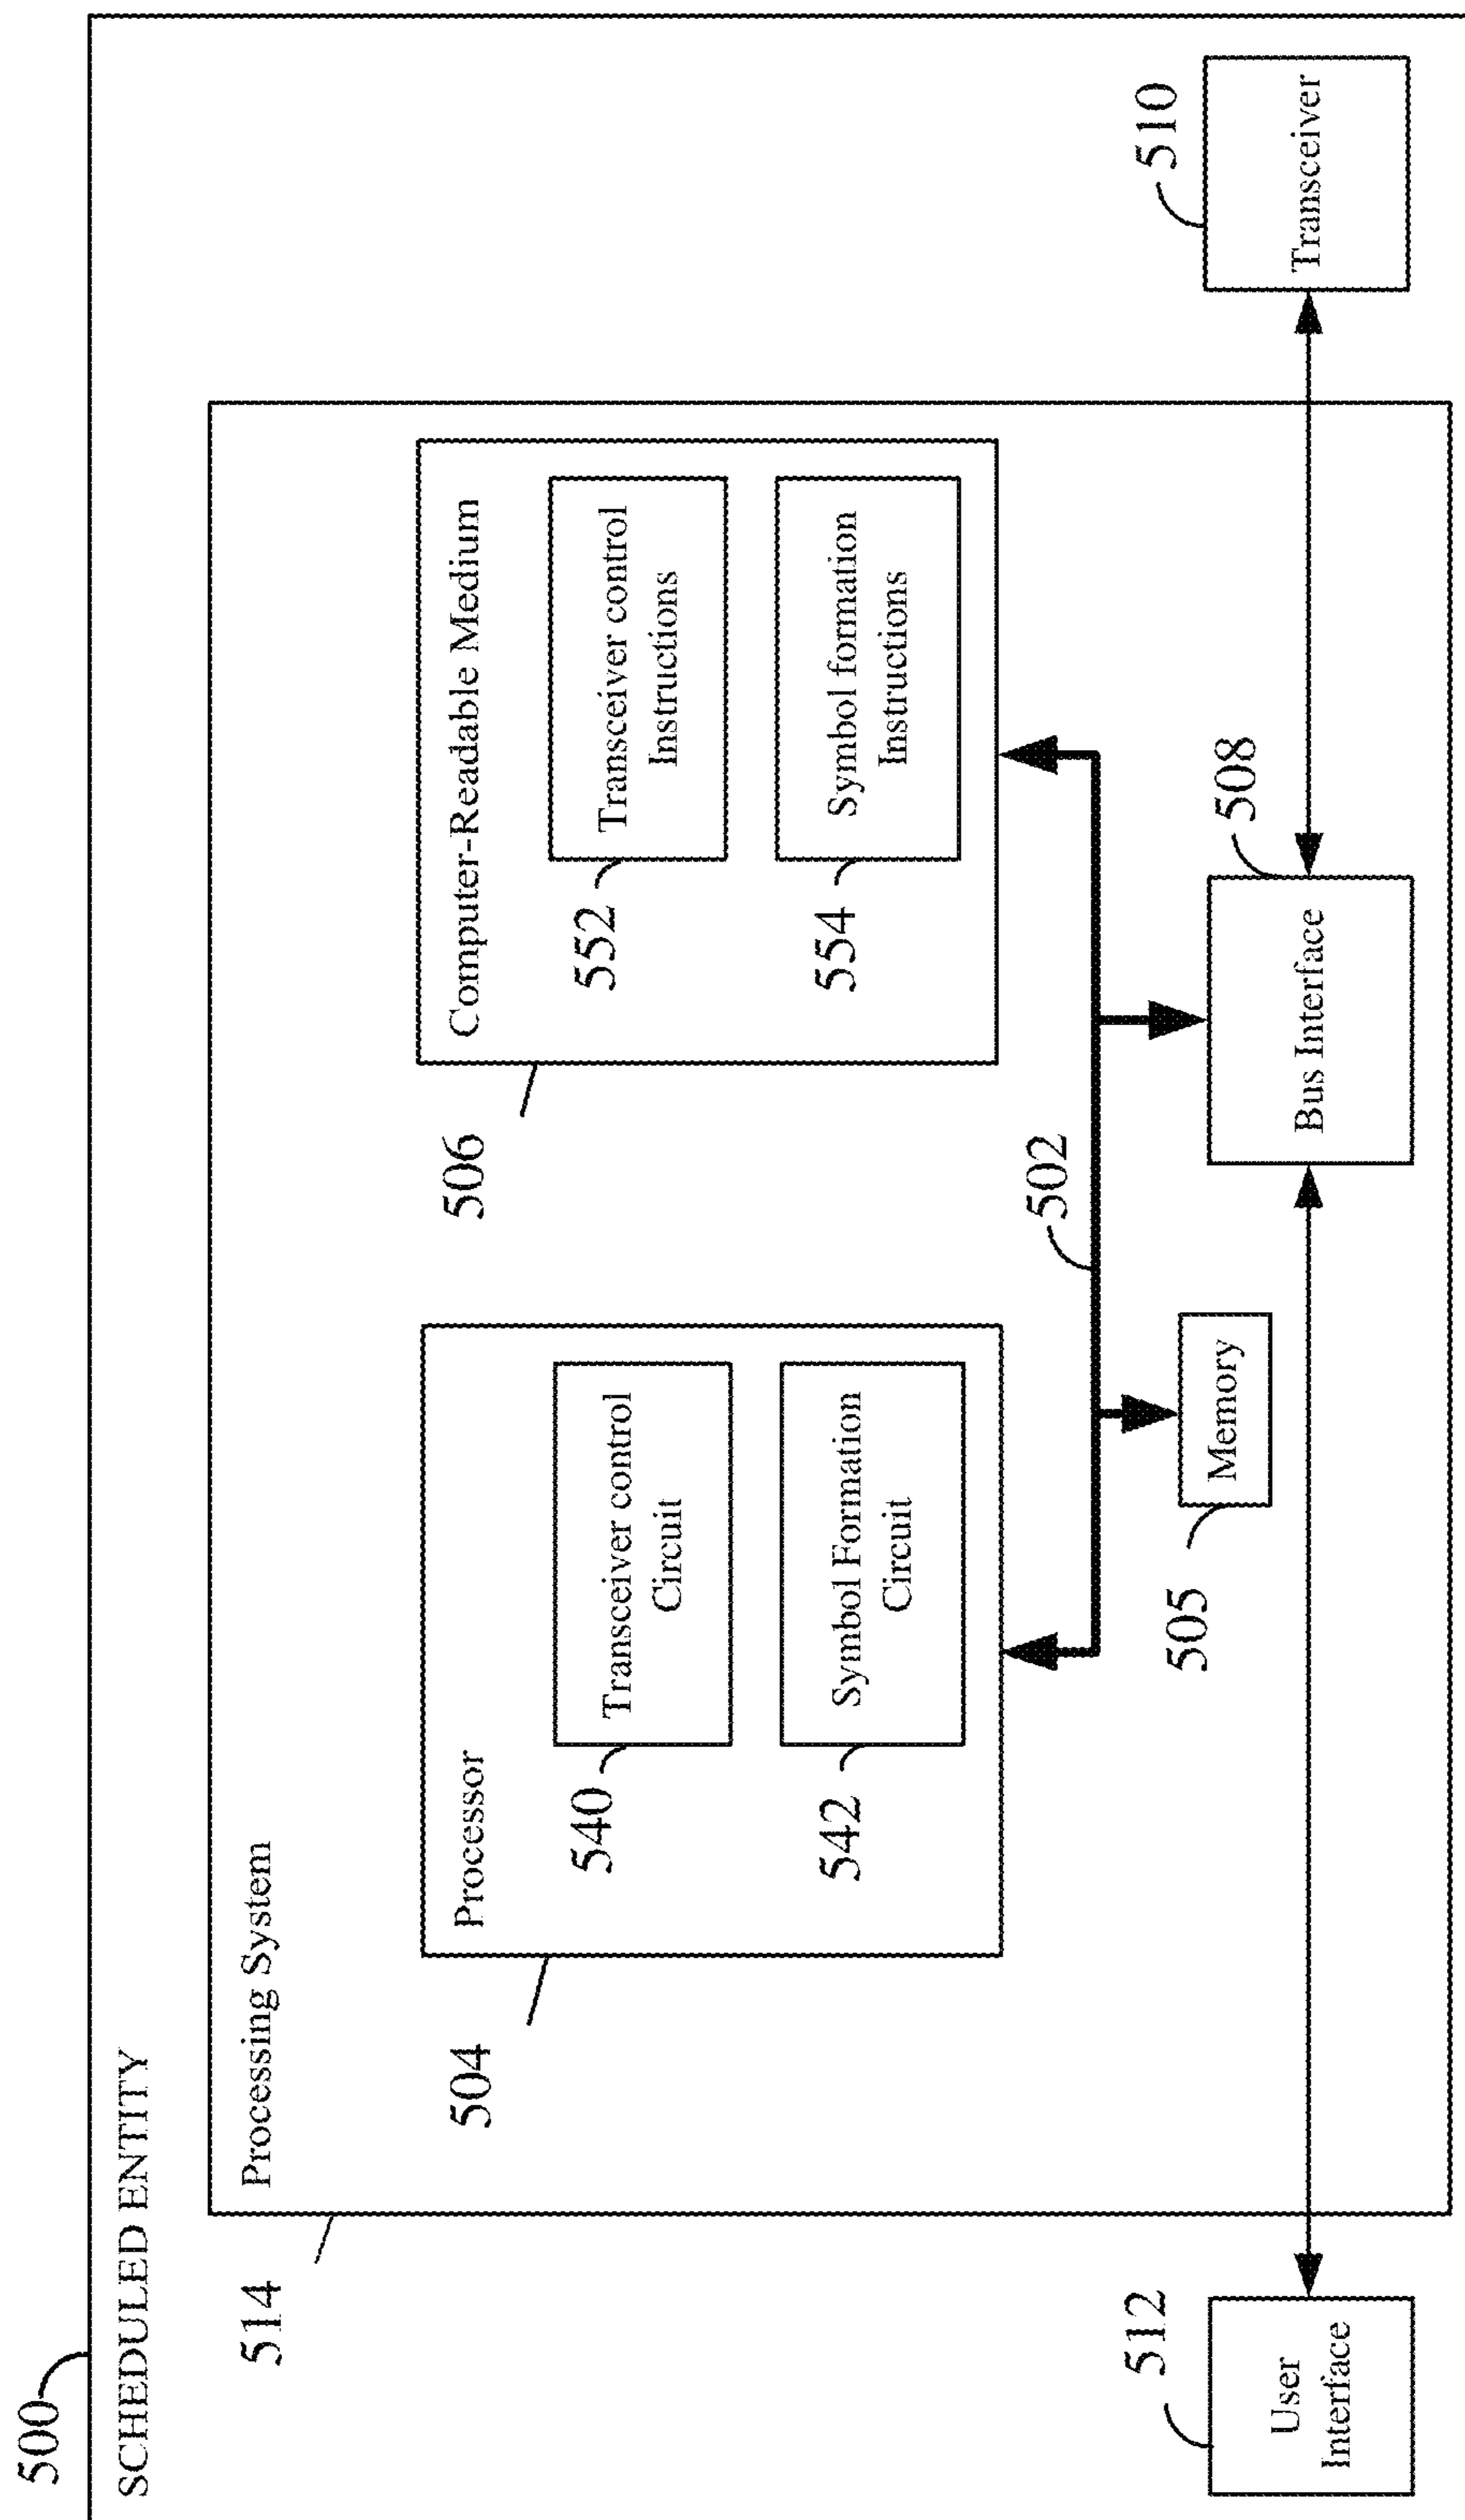 500
SCHEDULED ENTITY
514
Processing System
504
Processor
540
Transceiver control
Circuit
542
Symbol Formation
Circuit
506
Computer-Readable Medium
552
Transceiver control
Instructions
554
Symbol formation
Instructions
502
505
Memory
508
Bus Interface
512
User
Interface
510
Transceiver